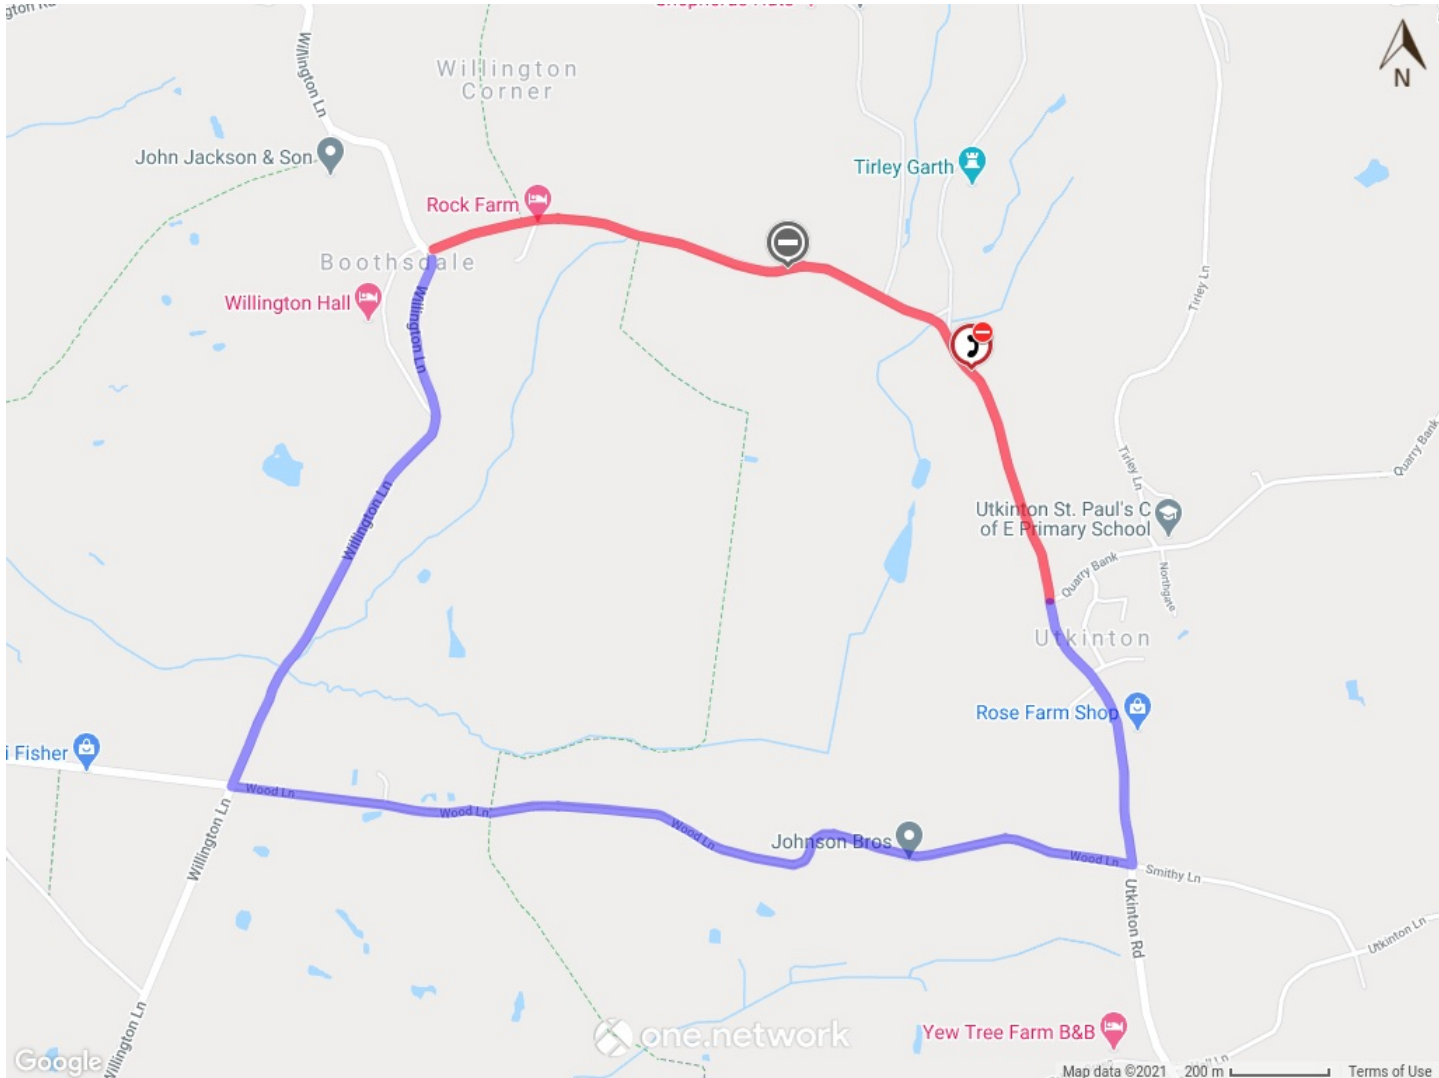 Willington Ln
Willington
Corner
N
John Jackson & Son
Tirley Garth
Rock Farm
Boothsdale
Willington Hall
Willington Ln
Tirley Ln
Willington Ln
Tirley Ln
Quarry Bank
Utkinton St. Paul's C
of E Primary School
Quarry Bank
Northgate
Utkinton
Rose Farm Shop
i Fisher
Wood Ln
Wood Ln
Wood Ln
Willington Ln
Johnson Bros
Wood Ln
Smithy Ln
Utkinton Rd
Utkinton Ln
Willington Ln
one.network
Yew Tree Farm B&B
Google
Map data ©2021 200 m Terms of Use